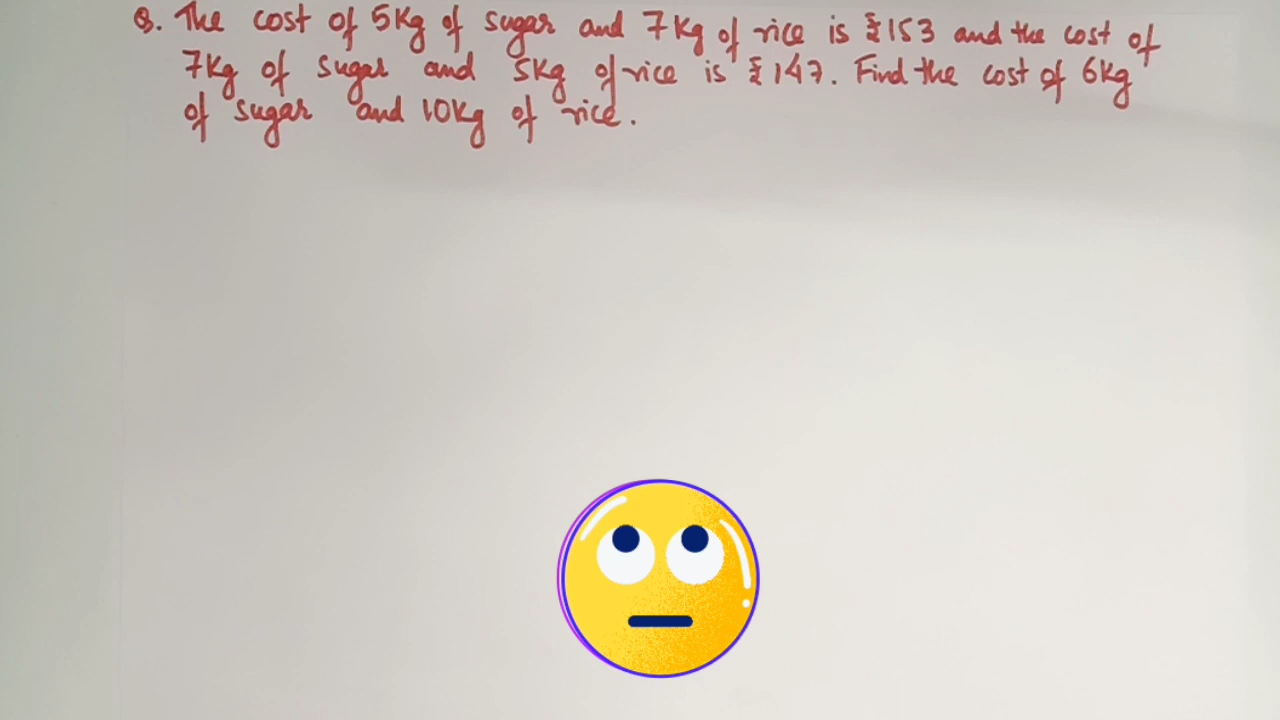 Q. The cost of 5Kg of sugar and 7Kg of rice is ₹153 and the cost of
7Kg of sugar and 5Kg of rice is ₹147. Find the cost of 6Kg
of sugar and 10Kg of rice.